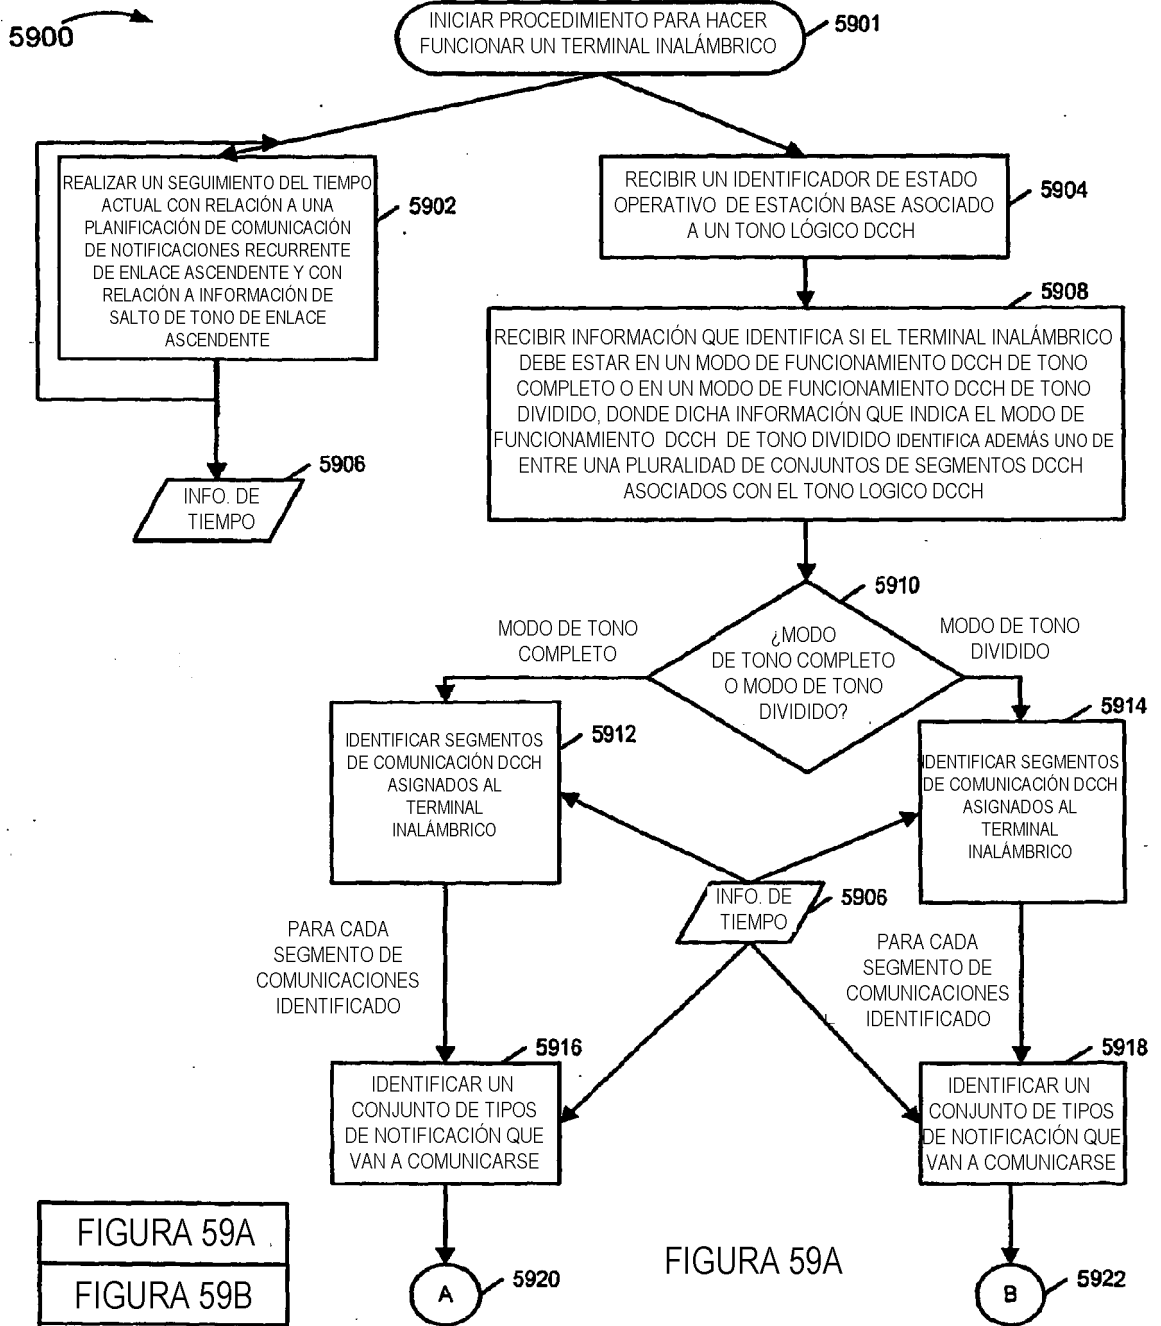 5900
INICIAR PROCEDIMIENTO PARA HACER
FUNCIONAR UN TERMINAL INALÁMBRICO
5901
REALIZAR UN SEGUIMIENTO DEL TIEMPO
ACTUAL CON RELACIÓN A UNA
PLANIFICACIÓN DE COMUNICACIÓN
DE NOTIFICACIONES RECURRENTE
DE ENLACE ASCENDENTE Y CON
RELACIÓN A INFORMACIÓN DE
SALTO DE TONO DE ENLACE
ASCENDENTE
5902
RECIBIR UN IDENTIFICADOR DE ESTADO
OPERATIVO DE ESTACIÓN BASE ASOCIADO
A UN TONO LÓGICO DCCH
5904
5906
INFO. DE
TIEMPO
5908
RECIBIR INFORMACIÓN QUE IDENTIFICA SI EL TERMINAL INALÁMBRICO
DEBE ESTAR EN UN MODO DE FUNCIONAMIENTO DCCH DE TONO
COMPLETO O EN UN MODO DE FUNCIONAMIENTO DCCH DE TONO
DIVIDIDO, DONDE DICHA INFORMACIÓN QUE INDICA EL MODO DE
FUNCIONAMIENTO DCCH DE TONO DIVIDIDO IDENTIFICA ADEMÁS UNO DE
ENTRE UNA PLURALIDAD DE CONJUNTOS DE SEGMENTOS DCCH
ASOCIADOS CON EL TONO LOGICO DCCH
5910
¿MODO
DE TONO COMPLETO
O MODO DE TONO
DIVIDIDO?
MODO DE TONO
COMPLETO
MODO DE TONO
DIVIDIDO
5912
IDENTIFICAR SEGMENTOS
DE COMUNICACIÓN DCCH
ASIGNADOS AL
TERMINAL
INALÁMBRICO
5914
IDENTIFICAR SEGMENTOS
DE COMUNICACIÓN DCCH
ASIGNADOS AL
TERMINAL
INALÁMBRICO
INFO. DE
TIEMPO
5906
PARA CADA
SEGMENTO DE
COMUNICACIONES
IDENTIFICADO
PARA CADA
SEGMENTO DE
COMUNICACIONES
IDENTIFICADO
5916
IDENTIFICAR UN
CONJUNTO DE TIPOS
DE NOTIFICACIÓN QUE
VAN A COMUNICARSE
5918
IDENTIFICAR UN
CONJUNTO DE TIPOS
DE NOTIFICACIÓN QUE
VAN A COMUNICARSE
A
5920
B
5922
FIGURA 59A
FIGURA 59B
FIGURA 59A